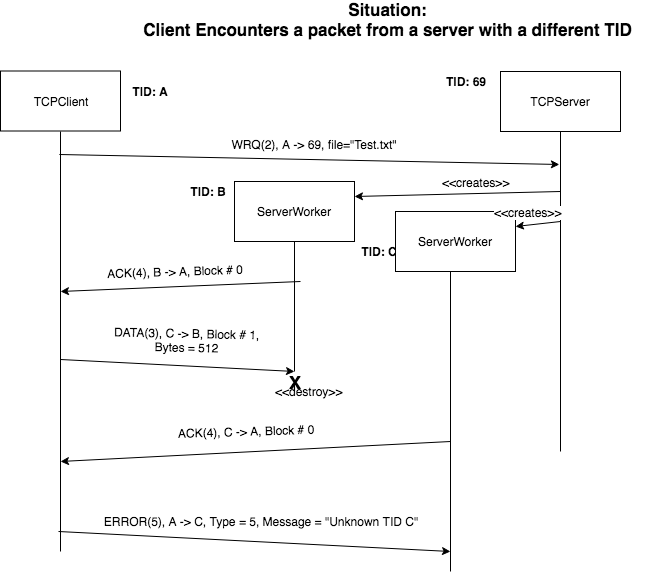 Situation:
Client Encounters a packet from a server with a different TID
TCPClient
TID: A
TID: 69
TCPServer
WRQ(2), A -> 69, file="Test.txt"
<<creates>>
TID: B
ServerWorker
<<creates>>
TID: C
ServerWorker
ACK(4), B -> A, Block # 0
DATA(3), C -> B, Block # 1,
Bytes = 512
X
<<destroy>>
ACK(4), C -> A, Block # 0
ERROR(5), A -> C, Type = 5, Message = "Unknown TID C"